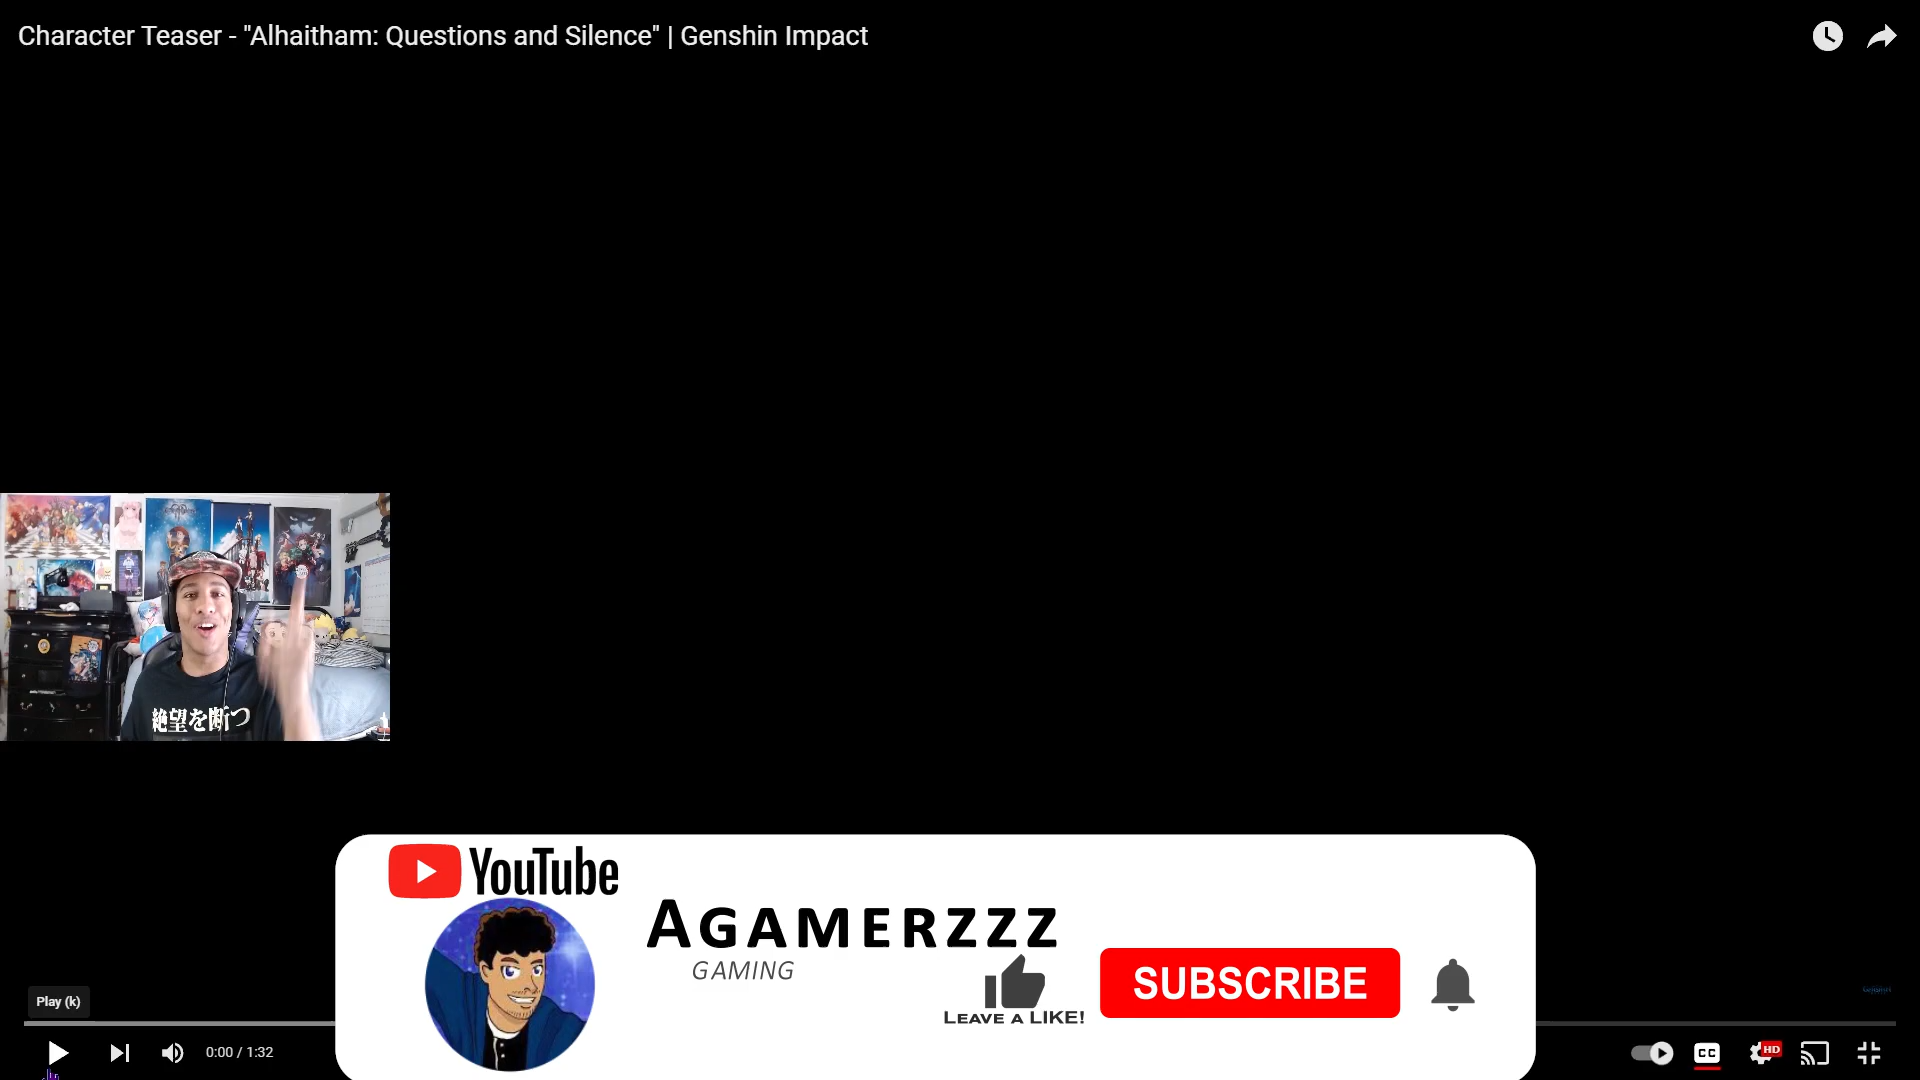 Character Teaser - "Alhaitham: Questions and Silence" | Genshin Impact
絶望を断つ
YouTube
AGAMERZZZ
GAMING
LEAVE A LIKE!
SUBSCRIBE
Play (k)
0:00 / 1:32
CC
HD